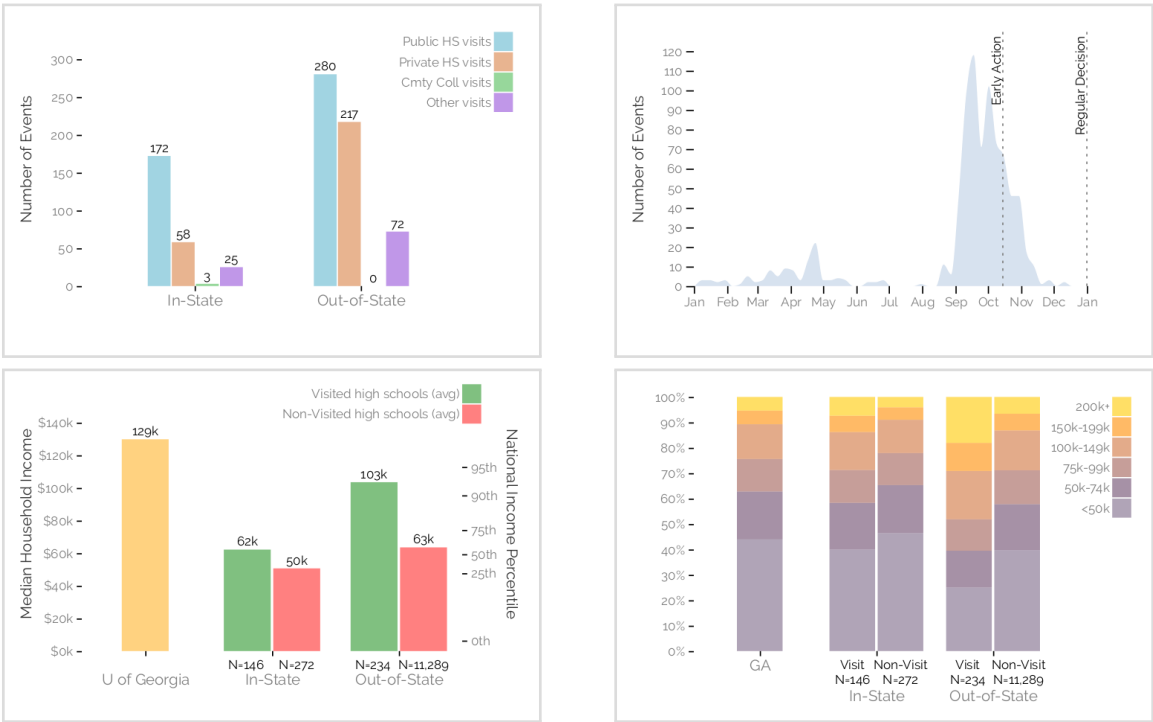 Public HS visits
Private HS visits
Cmty Coll visits
Other visits
Number of Events
300
250
200
150
100
50
0
172
58
3
25
280
217
0
72
In-State
Out-of-State
Number of Events
120
110
100
90
80
70
60
50
40
30
20
10
0
Early Action
Regular Decision
Jan Feb Mar Apr May Jun Jul Aug Sep Oct Nov Dec Jan
Visited high schools (avg)
Non-Visited high schools (avg)
Median Household Income
$140k
$120k
$100k
$80k
$60k
$40k
$20k
$0k
129k
62k
50k
103k
63k
National Income Percentile
95th
90th
75th
50th
25th
0th
N=146 N=272
N=234 N=11,289
U of Georgia
In-State
Out-of-State
100%
90%
80%
70%
60%
50%
40%
30%
20%
10%
0%
200k+
150k-199k
100k-149k
75k-99k
50k-74k
<50k
GA
Visit Non-Visit
N=146 N=272
In-State
Visit Non-Visit
N=234 N=11,289
Out-of-State